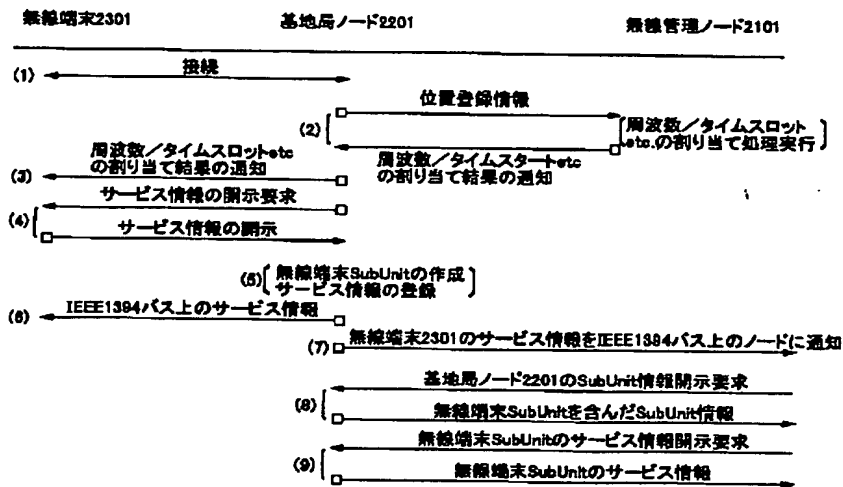 無線端末2301
基地局ノード2201
無線管理ノード2101
(1)
接続
位置登録情報
(2)
周波数/タイムスロット
etc.の割り当て処理実行
周波数/タイムスタートetc
の割り当て結果の通知
周波数/タイムスロットetc
の割り当て結果の通知
(3)
サービス情報の開示要求
(4)
サービス情報の開示
(5)
無線端末SubUnitの作成
サービス情報の登録
(6)
IEEE1394バス上のサービス情報
(7)
無線端末2301のサービス情報をIEEE1394バス上のノードに通知
基地局ノード2201のSubUnit情報開示要求
(8)
無線端末SubUnitを含んだSubUnit情報
無線端末SubUnitのサービス情報開示要求
(9)
無線端末SubUnitのサービス情報